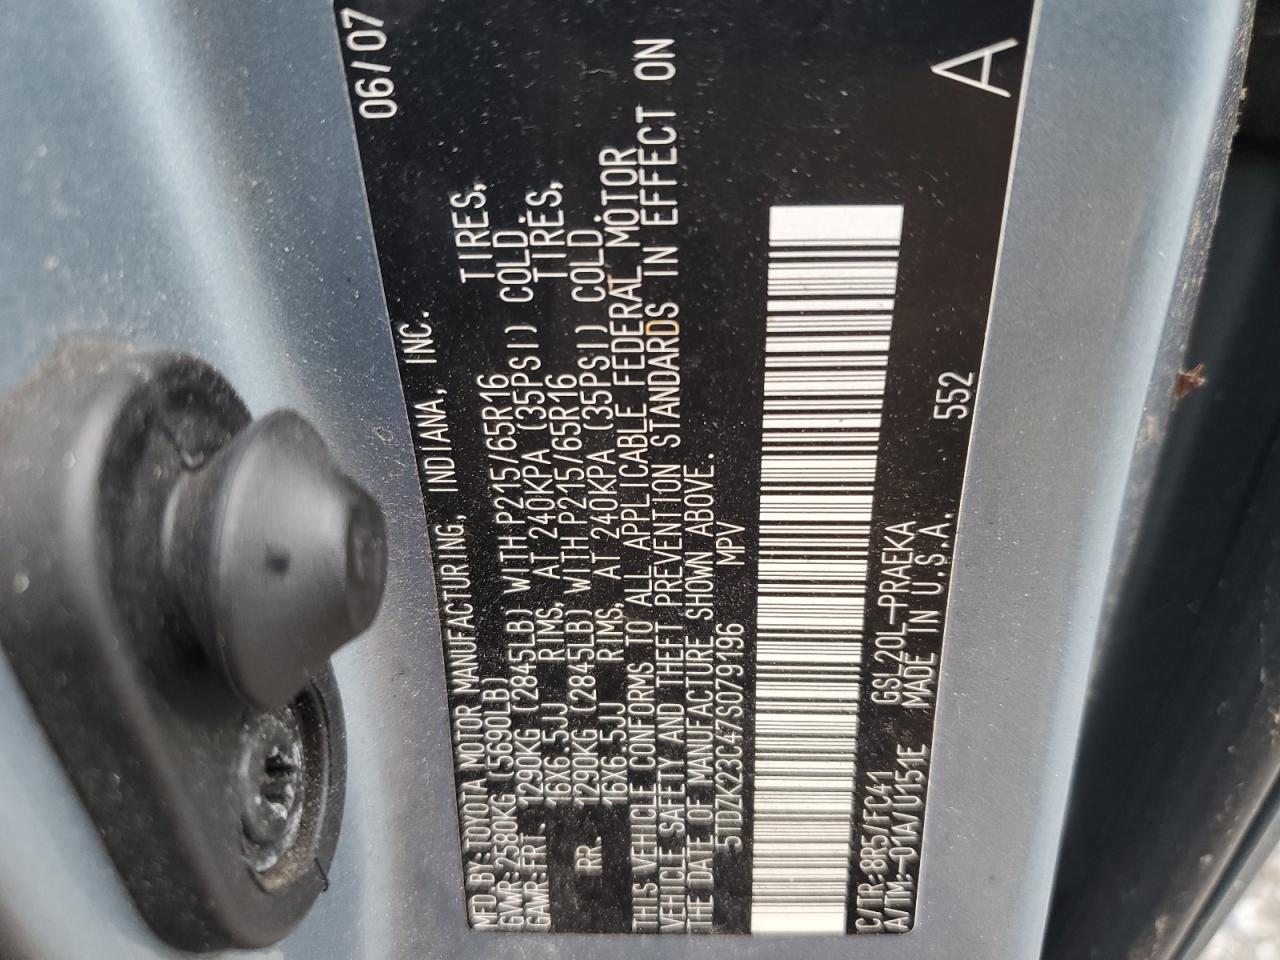 MFD.BY:TOYOTA MOTOR MANUFACTURING, INDIANA, INC. 06/07
GVWR:2580KG (5690LB)
GAWR:FRT. 1290KG (2845LB) WITH P215/65R16 TIRES,
16X6.5JJ RIMS, AT 240KPA (35PSI) COLD.
RR. 1290KG (2845LB) WITH P215/65R16 TIRES,
16X6.5JJ RIMS, AT 240KPA (35PSI) COLD.
THIS VEHICLE CONFORMS TO ALL APPLICABLE FEDERAL MOTOR
VEHICLE SAFETY AND THEFT PREVENTION STANDARDS IN EFFECT ON
THE DATE OF MANUFACTURE SHOWN ABOVE.
5TDZK23C47S079196 MPV
C/TR:8R5/FC41 GSL20L-PRAEKA 552 A
A/TM:-01A/U151E MADE IN U.S.A.